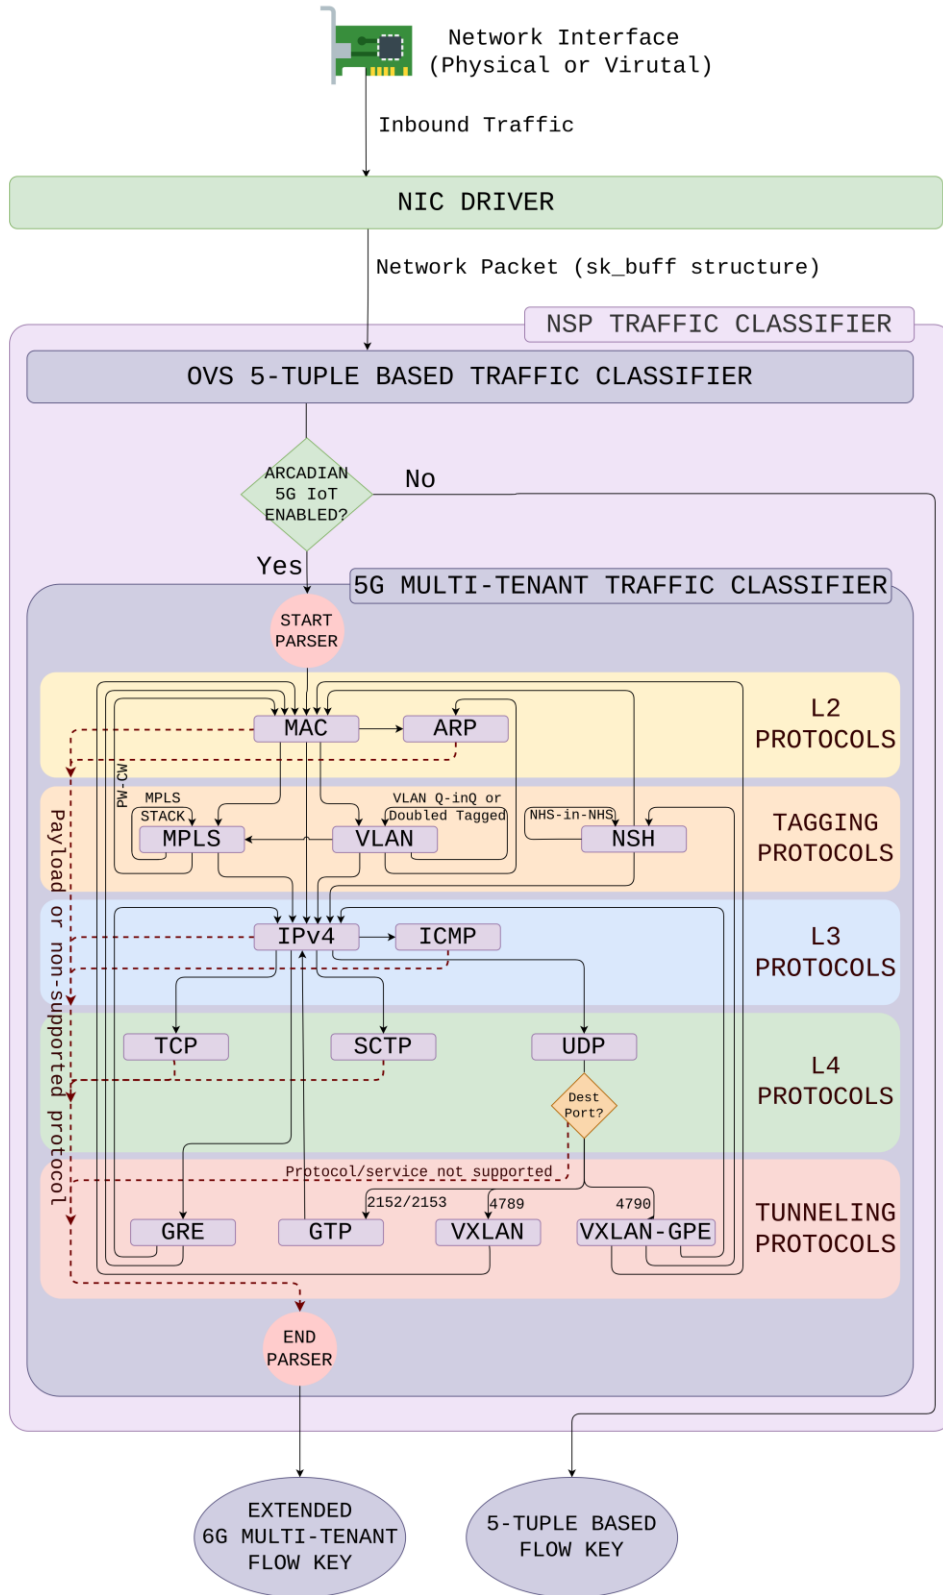 Network Interface
(Physical or Virutal)
Inbound Traffic
NIC DRIVER
Network Packet (sk_buff structure)
NSP TRAFFIC CLASSIFIER
OVS 5-TUPLE BASED TRAFFIC CLASSIFIER
ARCADIAN
5G IoT
ENABLED?
No
Yes
5G MULTI-TENANT TRAFFIC CLASSIFIER
START
PARSER
L2
PROTOCOLS
MAC
ARP
PW-CW
MPLS
STACK
VLAN Q-inQ or
Doubled Tagged
NHS-in-NHS
TAGGING
PROTOCOLS
MPLS
VLAN
NSH
Payload or non-supported protocol
L3
PROTOCOLS
IPv4
ICMP
L4
PROTOCOLS
TCP
SCTP
UDP
Dest
Port?
Protocol/service not supported
2152/2153
4789
4790
TUNNELING
PROTOCOLS
GRE
GTP
VXLAN
VXLAN-GPE
END
PARSER
EXTENDED
6G MULTI-TENANT
FLOW KEY
5-TUPLE BASED
FLOW KEY